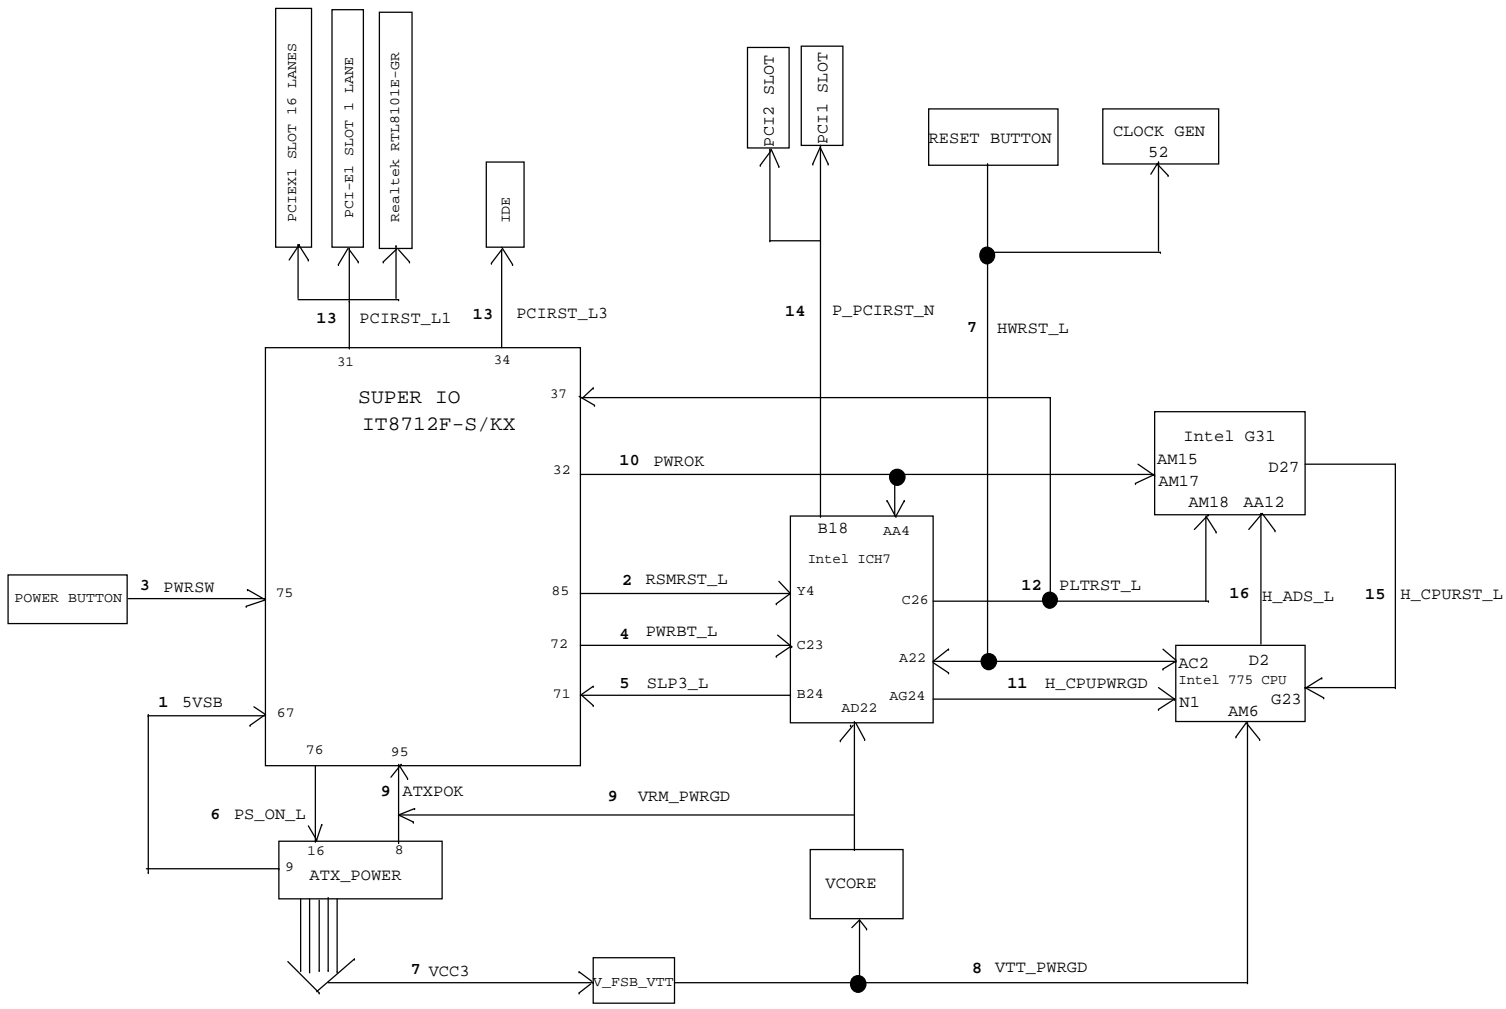 PCIEX1 SLOT 16 LANES
PCI-E1 SLOT 1 LANE
Realtek RTL8101E-GR
IDE
PCI2 SLOT
PCI1 SLOT
RESET BUTTON
CLOCK GEN
52
13 PCIRST_L1
13 PCIRST_L3
14 P_PCIRST_N
7 HWRST_L
31
34
37
SUPER IO
IT8712F-S/KX
32
10 PWROK
Intel G31
AM15
AM17
D27
AM18 AA12
B18
AA4
Intel ICH7
POWER BUTTON
3 PWRSW
75
85
2 RSMRST_L
Y4
C26
12 PLTRST_L
16 H_ADS_L
15 H_CPURST_L
72
4 PWRBT_L
C23
A22
AC2
D2
Intel 775 CPU
71
5 SLP3_L
B24
AG24
11 H_CPUPWRGD
N1
G23
AM6
AD22
1 5VSB
67
76
95
9 ATXPOK
9 VRM_PWRGD
6 PS_ON_L
16
8
9
ATX_POWER
VCORE
7 VCC3
V_FSB_VTT
8 VTT_PWRGD